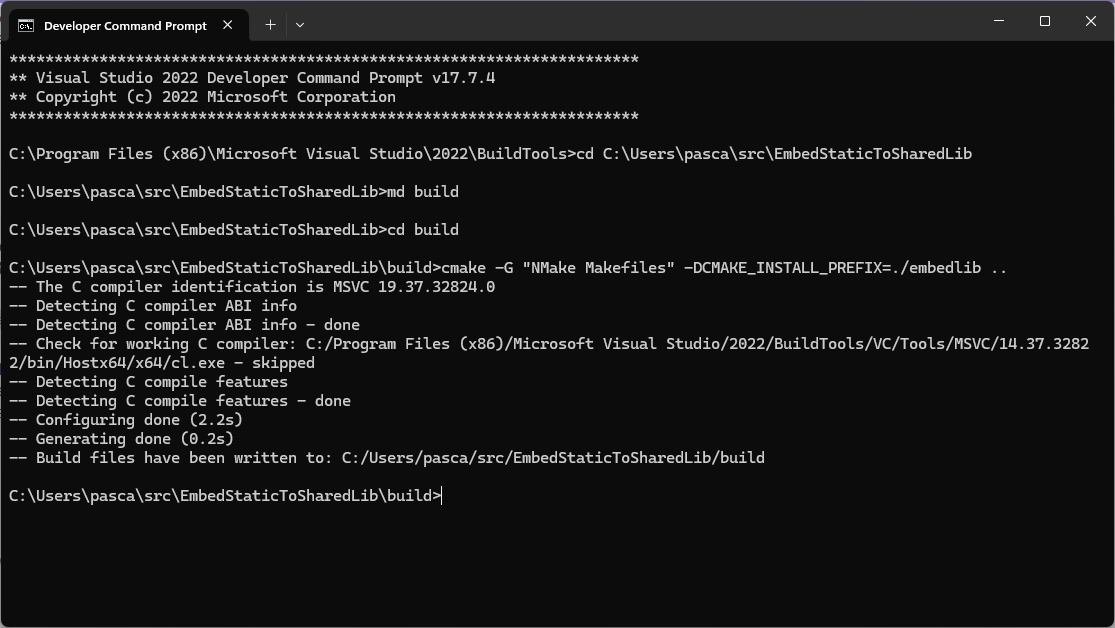 Developer Command Prompt
**********************************************************************
** Visual Studio 2022 Developer Command Prompt v17.7.4
** Copyright (c) 2022 Microsoft Corporation
**********************************************************************
C:\Program Files (x86)\Microsoft Visual Studio\2022\BuildTools>cd C:\Users\pasca\src\EmbedStaticToSharedLib
C:\Users\pasca\src\EmbedStaticToSharedLib>md build
C:\Users\pasca\src\EmbedStaticToSharedLib>cd build
C:\Users\pasca\src\EmbedStaticToSharedLib\build>cmake -G "NMake Makefiles" -DCMAKE_INSTALL_PREFIX=./embedlib ..
-- The C compiler identification is MSVC 19.37.32824.0
-- Detecting C compiler ABI info
-- Detecting C compiler ABI info - done
-- Check for working C compiler: C:/Program Files (x86)/Microsoft Visual Studio/2022/BuildTools/VC/Tools/MSVC/14.37.3282
2/bin/Hostx64/x64/cl.exe - skipped
-- Detecting C compile features
-- Detecting C compile features - done
-- Configuring done (2.2s)
-- Generating done (0.2s)
-- Build files have been written to: C:/Users/pasca/src/EmbedStaticToSharedLib/build
C:\Users\pasca\src\EmbedStaticToSharedLib\build>